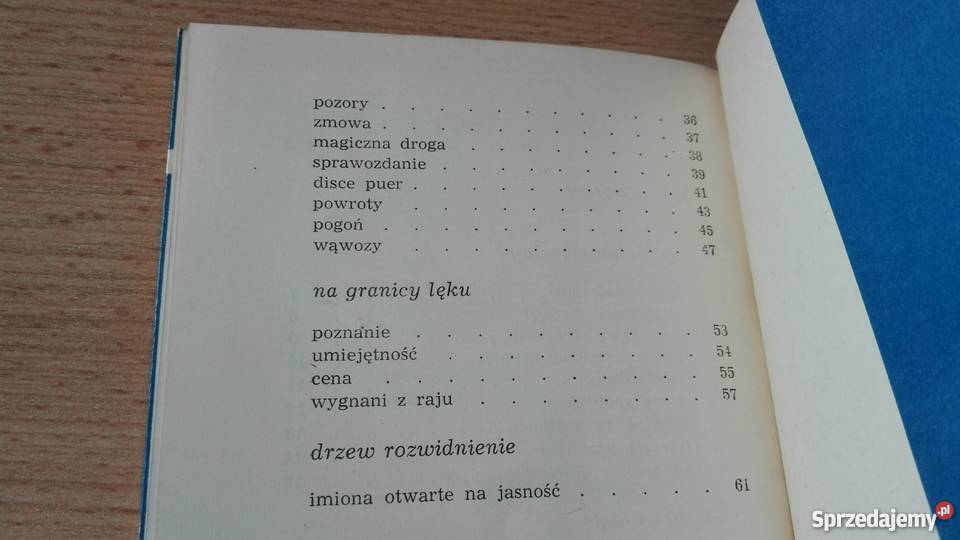 pozory . . . . . . . . . . 36
zmowa . . . . . . . . . . 37
magiczna droga . . . . . . . 38
sprawozdanie . . . . . . . . 39
disce puer . . . . . . . . . 41
powroty . . . . . . . . . 43
pogoń . . . . . . . . . . 45
wąwozy . . . . . . . . . 47
na granicy lęku
poznanie . . . . . . . . . 53
umiejętność . . . . . . . . 54
cena . . . . . . . . . . 55
wygnani z raju . . . . . . . 57
drzew rozwidnienie
imiona otwarte na jasność . . . . . 61
Sprzedajemy.pl